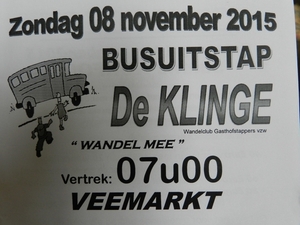 Zondag 08 november 2015
BUSUITSTAP
De KLINGE
Wandelclub Gasthofstappers vzw
“ WANDEL MEE ”
Vertrek: 07u00
VEEMARKT